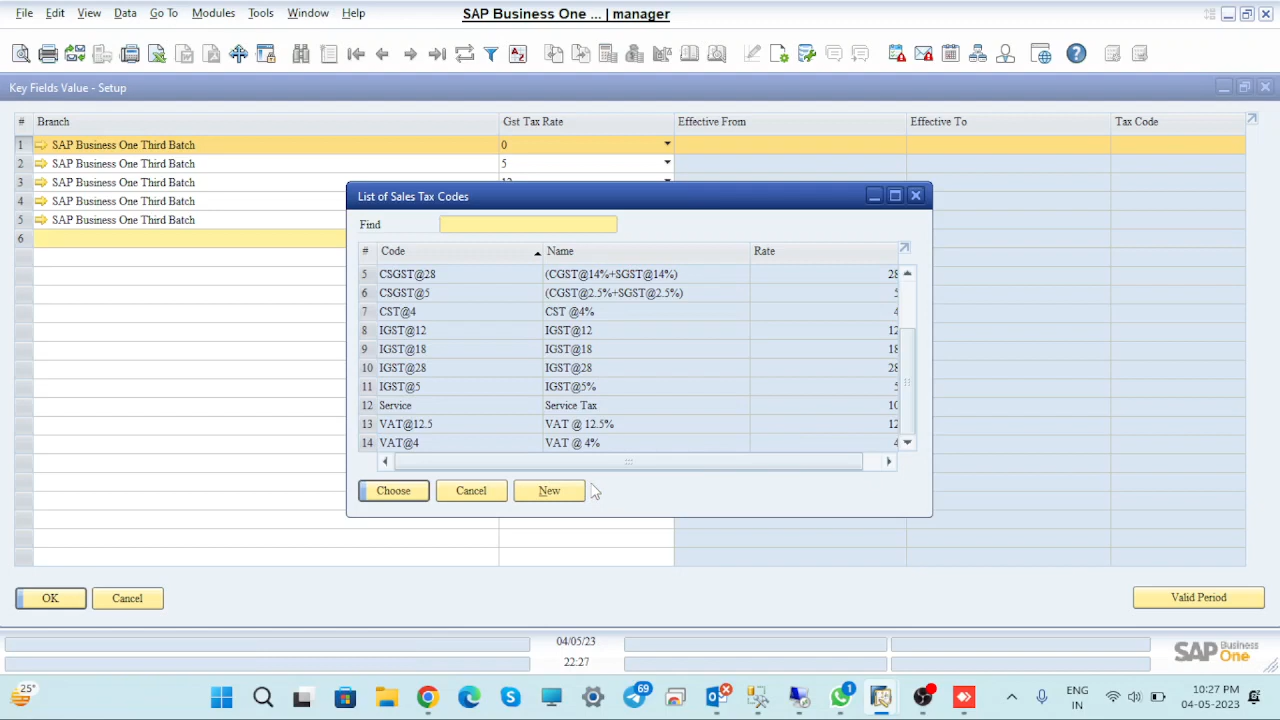 File Edit View Data Go To Modules Tools Window Help
SAP Business One ... | manager
Key Fields Value - Setup
# Branch Gst Tax Rate Effective From Effective To Tax Code
1 SAP Business One Third Batch 0
2 SAP Business One Third Batch 5
3 SAP Business One Third Batch
4 SAP Business One Third Batch
5 SAP Business One Third Batch
6
List of Sales Tax Codes
Find
# Code Name Rate
5 CSGST@28 (CGST@14%+SGST@14%) 28
6 CSGST@5 (CGST@2.5%+SGST@2.5%) 5
7 CST@4 CST @4% 4
8 IGST@12 IGST@12 12
9 IGST@18 IGST@18 18
10 IGST@28 IGST@28 28
11 IGST@5 IGST@5% 5
12 Service Service Tax 10
13 VAT@12.5 VAT @ 12.5% 12
14 VAT@4 VAT @ 4% 4
Choose Cancel New
OK Cancel Valid Period
04/05/23
22:27
SAP Business One
25°
69
1
ENG
IN
10:27 PM
04-05-2023